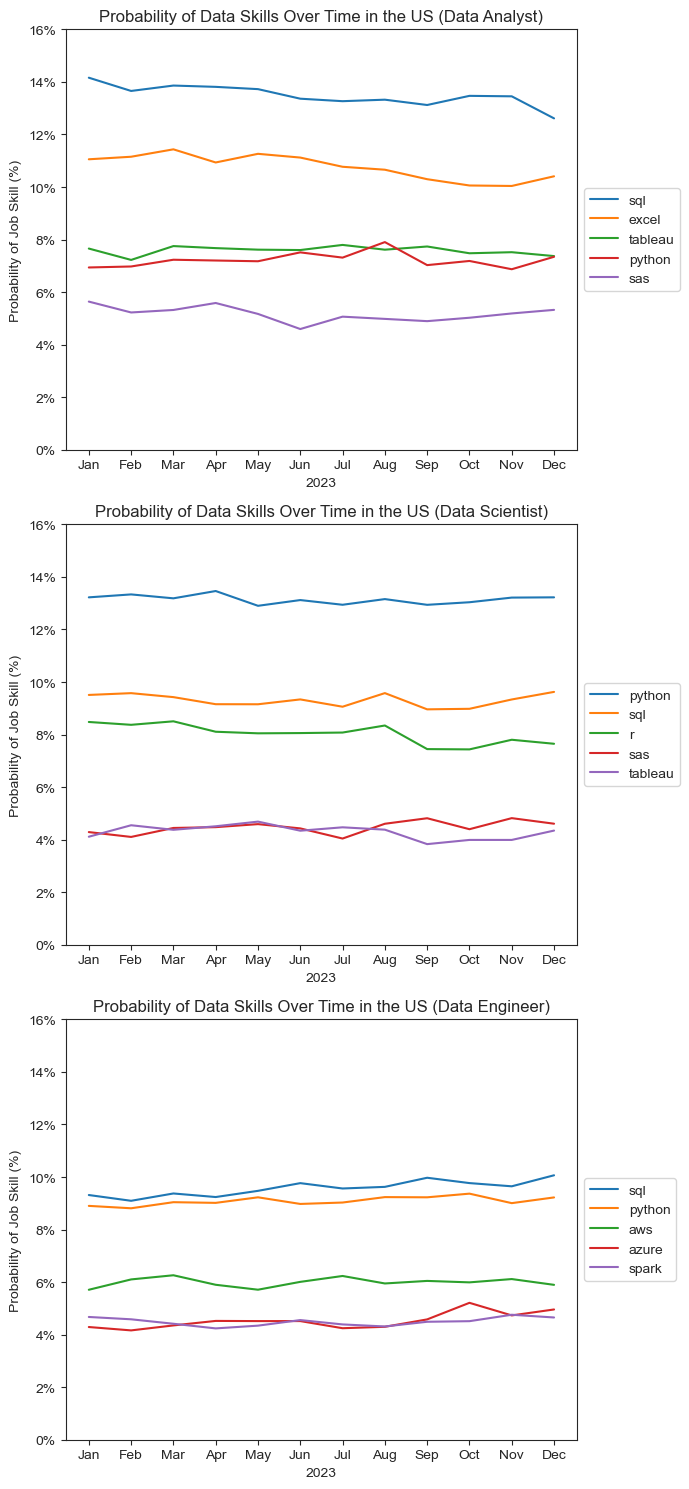 Probability of Data Skills Over Time in the US (Data Analyst)
Probability of Job Skill (%)
16%
14%
12%
10%
8%
6%
4%
2%
0%
Jan Feb Mar Apr May Jun Jul Aug Sep Oct Nov Dec
2023
sql
excel
tableau
python
sas
Probability of Data Skills Over Time in the US (Data Scientist)
Probability of Job Skill (%)
16%
14%
12%
10%
8%
6%
4%
2%
0%
Jan Feb Mar Apr May Jun Jul Aug Sep Oct Nov Dec
2023
python
sql
r
sas
tableau
Probability of Data Skills Over Time in the US (Data Engineer)
Probability of Job Skill (%)
16%
14%
12%
10%
8%
6%
4%
2%
0%
Jan Feb Mar Apr May Jun Jul Aug Sep Oct Nov Dec
2023
sql
python
aws
azure
spark